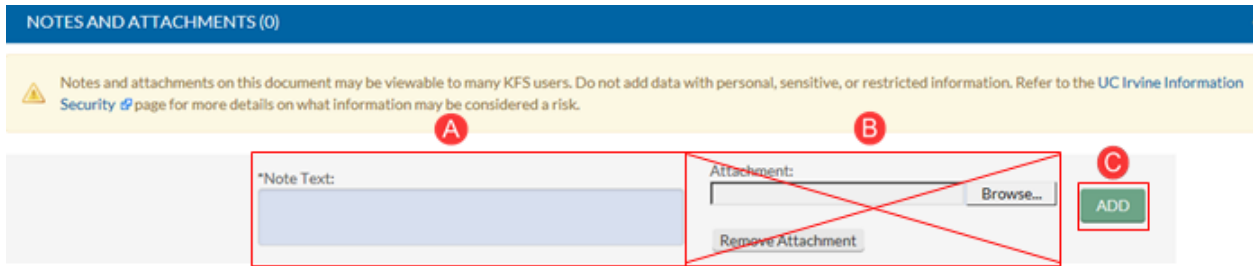 NOTES AND ATTACHMENTS (0)
Notes and attachments on this document may be viewable to many KFS users. Do not add data with personal, sensitive, or restricted information. Refer to the UC Irvine Information
Security page for more details on what information may be considered a risk.
A
B
C
*Note Text:
Attachment:
Browse...
ADD
Remove Attachment